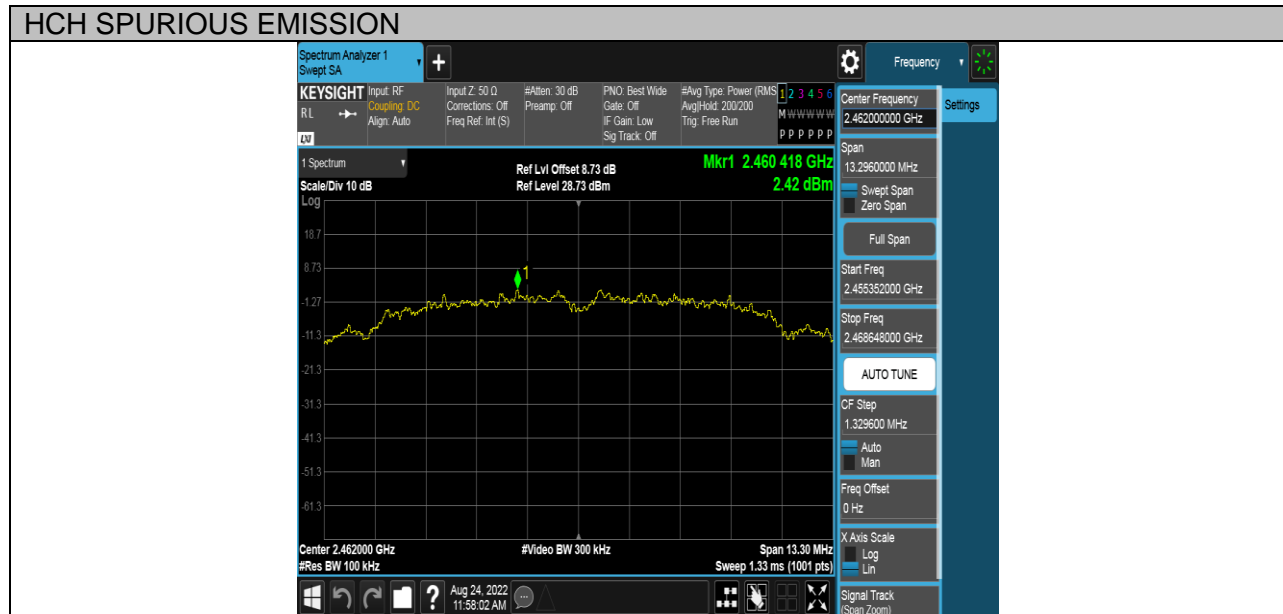 HCH SPURIOUS EMISSION
Spectrum Analyzer 1
Swept SA
+
Frequency
KEYSIGHT
RL
LXI
Input: RF
Coupling: DC
Align: Auto
Input Z: 50 Ω
Corrections: Off
Freq Ref: Int (S)
#Atten: 30 dB
Preamp: Off
PNO: Best Wide
Gate: Off
IF Gain: Low
Sig Track: Off
#Avg Type: Power (RMS
Avg|Hold: 200/200
Trig: Free Run
1 2 3 4 5 6
M W W W W W
P P P P P P
1 Spectrum
Scale/Div 10 dB
Log
Ref Lvl Offset 8.73 dB
Ref Level 28.73 dBm
Mkr1 2.460 418 GHz
2.42 dBm
18.7
8.73
-1.27
-11.3
-21.3
-31.3
-41.3
-51.3
-61.3
1
Center 2.462000 GHz
#Res BW 100 kHz
#Video BW 300 kHz
Span 13.30 MHz
Sweep 1.33 ms (1001 pts)
Aug 24, 2022
11:58:02 AM
?
Center Frequency
2.462000000 GHz
Settings
Span
13.2960000 MHz
Swept Span
Zero Span
Full Span
Start Freq
2.455352000 GHz
Stop Freq
2.468648000 GHz
AUTO TUNE
CF Step
1.329600 MHz
Auto
Man
Freq Offset
0 Hz
X Axis Scale
Log
Lin
Signal Track
(Span Zoom)